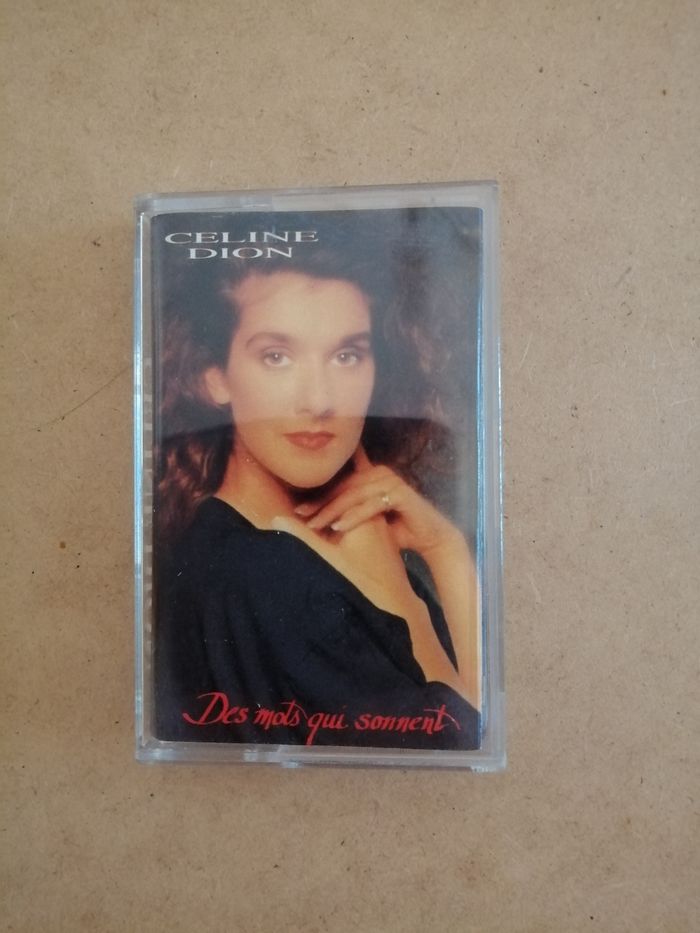 CELINE
DION
Des mots qui sonnent